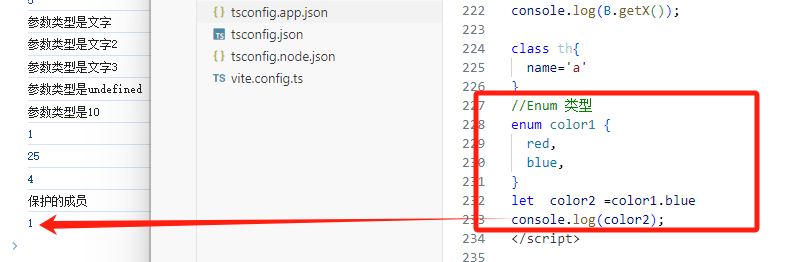 5
参数类型是文字
参数类型是文字2
参数类型是文字3
参数类型是undefined
参数类型是10
1
25
4
保护的成员
1
tsconfig.app.json
tsconfig.json
tsconfig.node.json
TS vite.config.ts
222 console.log(B.getX());
223
224 class th{
225 name='a'
226 }
227 //Enum 类型
228 enum color1 {
229 red,
230 blue,
231 }
232 let color2 =color1.blue
233 console.log(color2);
234 </script>
235